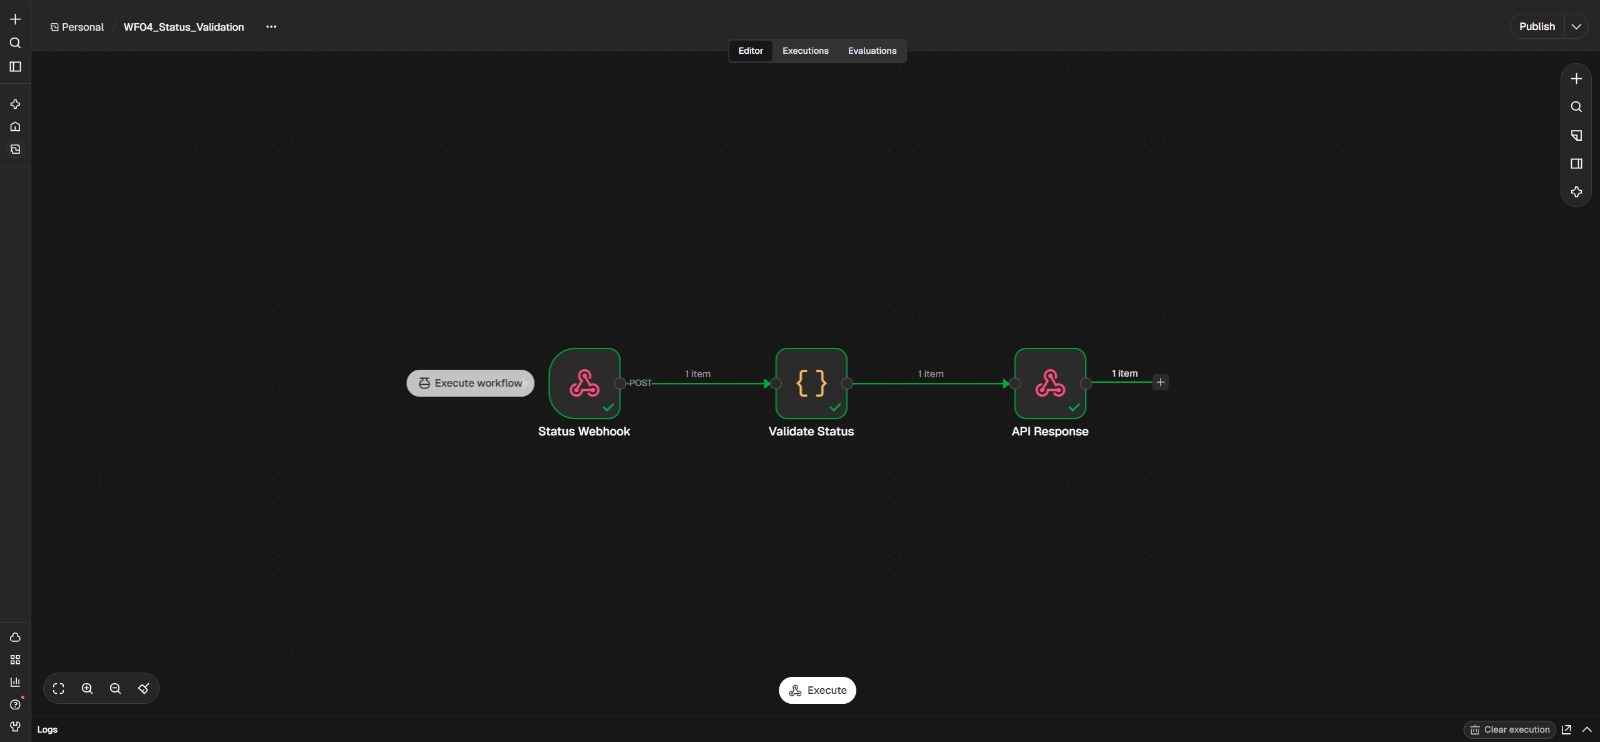 Personal / WF04_Status_Validation ...
Publish
Editor Executions Evaluations
Execute workflow
POST
1 item
1 item
1 item
Status Webhook
Validate Status
API Response
Execute
Logs
Clear execution